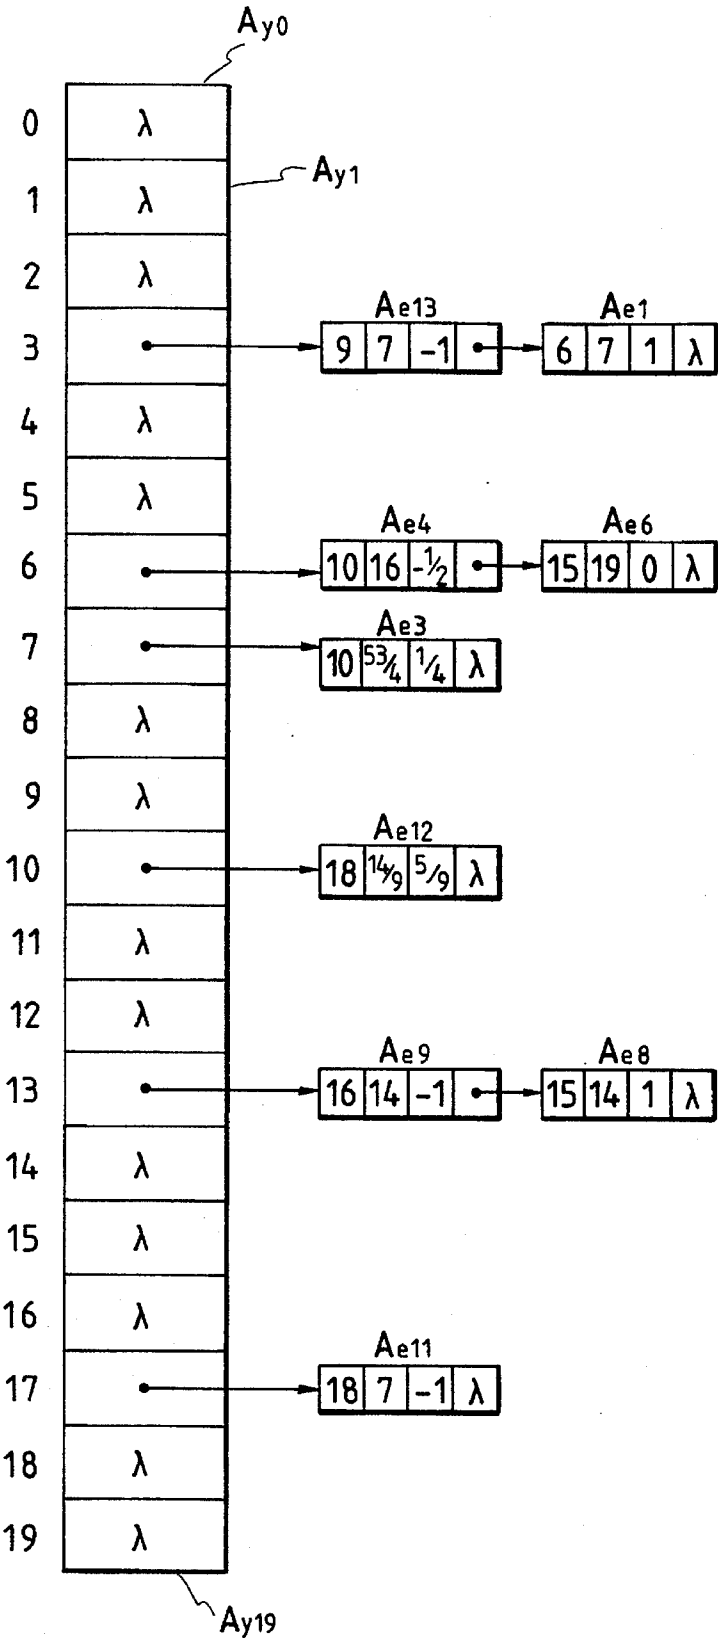 Ay0
0 λ
Ay1
1 λ
2 λ
Ae13 Ae1
3 9 7 -1 6 7 1 λ
4 λ
5 λ
Ae4 Ae6
6 10 16 -1/2 15 19 0 λ
Ae3
7 10 53/4 1/4 λ
8 λ
9 λ
Ae12
10 18 14/9 5/9 λ
11 λ
12 λ
Ae9 Ae8
13 16 14 -1 15 14 1 λ
14 λ
15 λ
16 λ
Ae11
17 18 7 -1 λ
18 λ
19 λ
Ay19